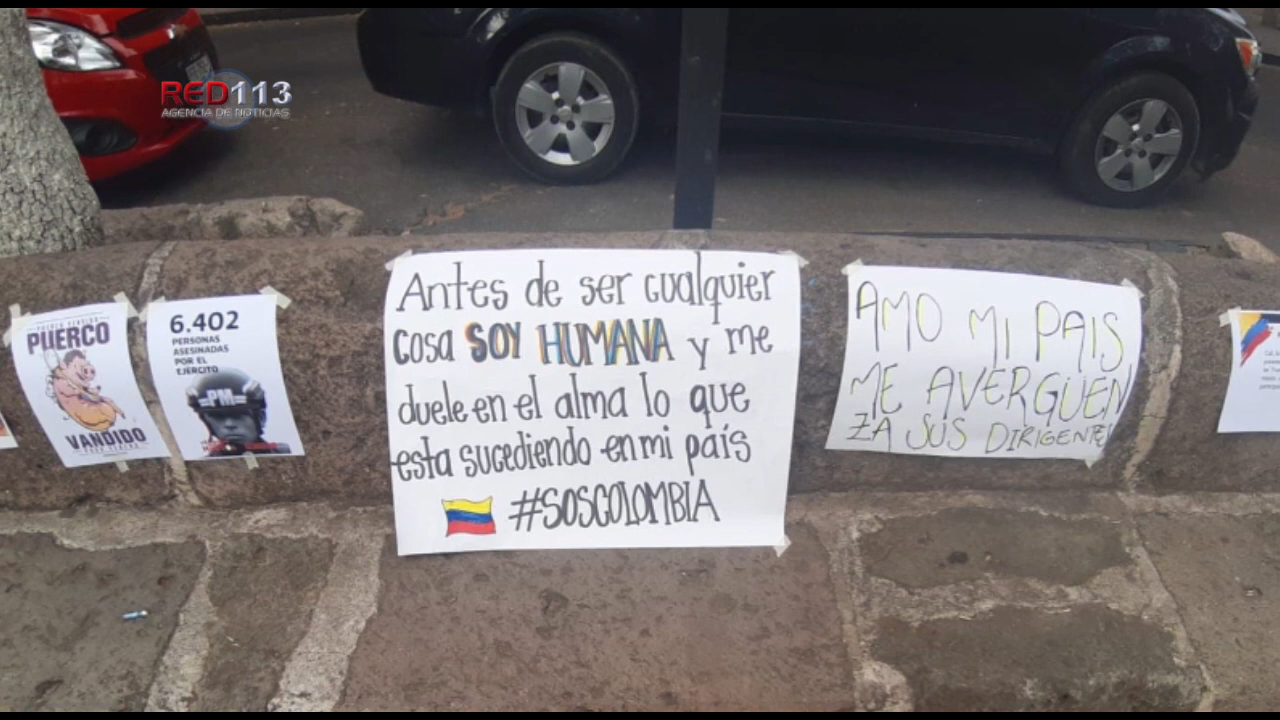 RED113
AGENCIA DE NOTICIAS
PUERCO
VANDIDO
6.402
PERSONAS
ASESINADAS
POR EL
EJÉRCITO
PM
Antes de ser cualquier
cosa SOY HUMANA y me
duele en el alma lo que
esta sucediendo en mi país
#SOSCOLOMBIA
AMO MI PAIS
ME AVERGUEN
ZA SUS DIRIGENTES